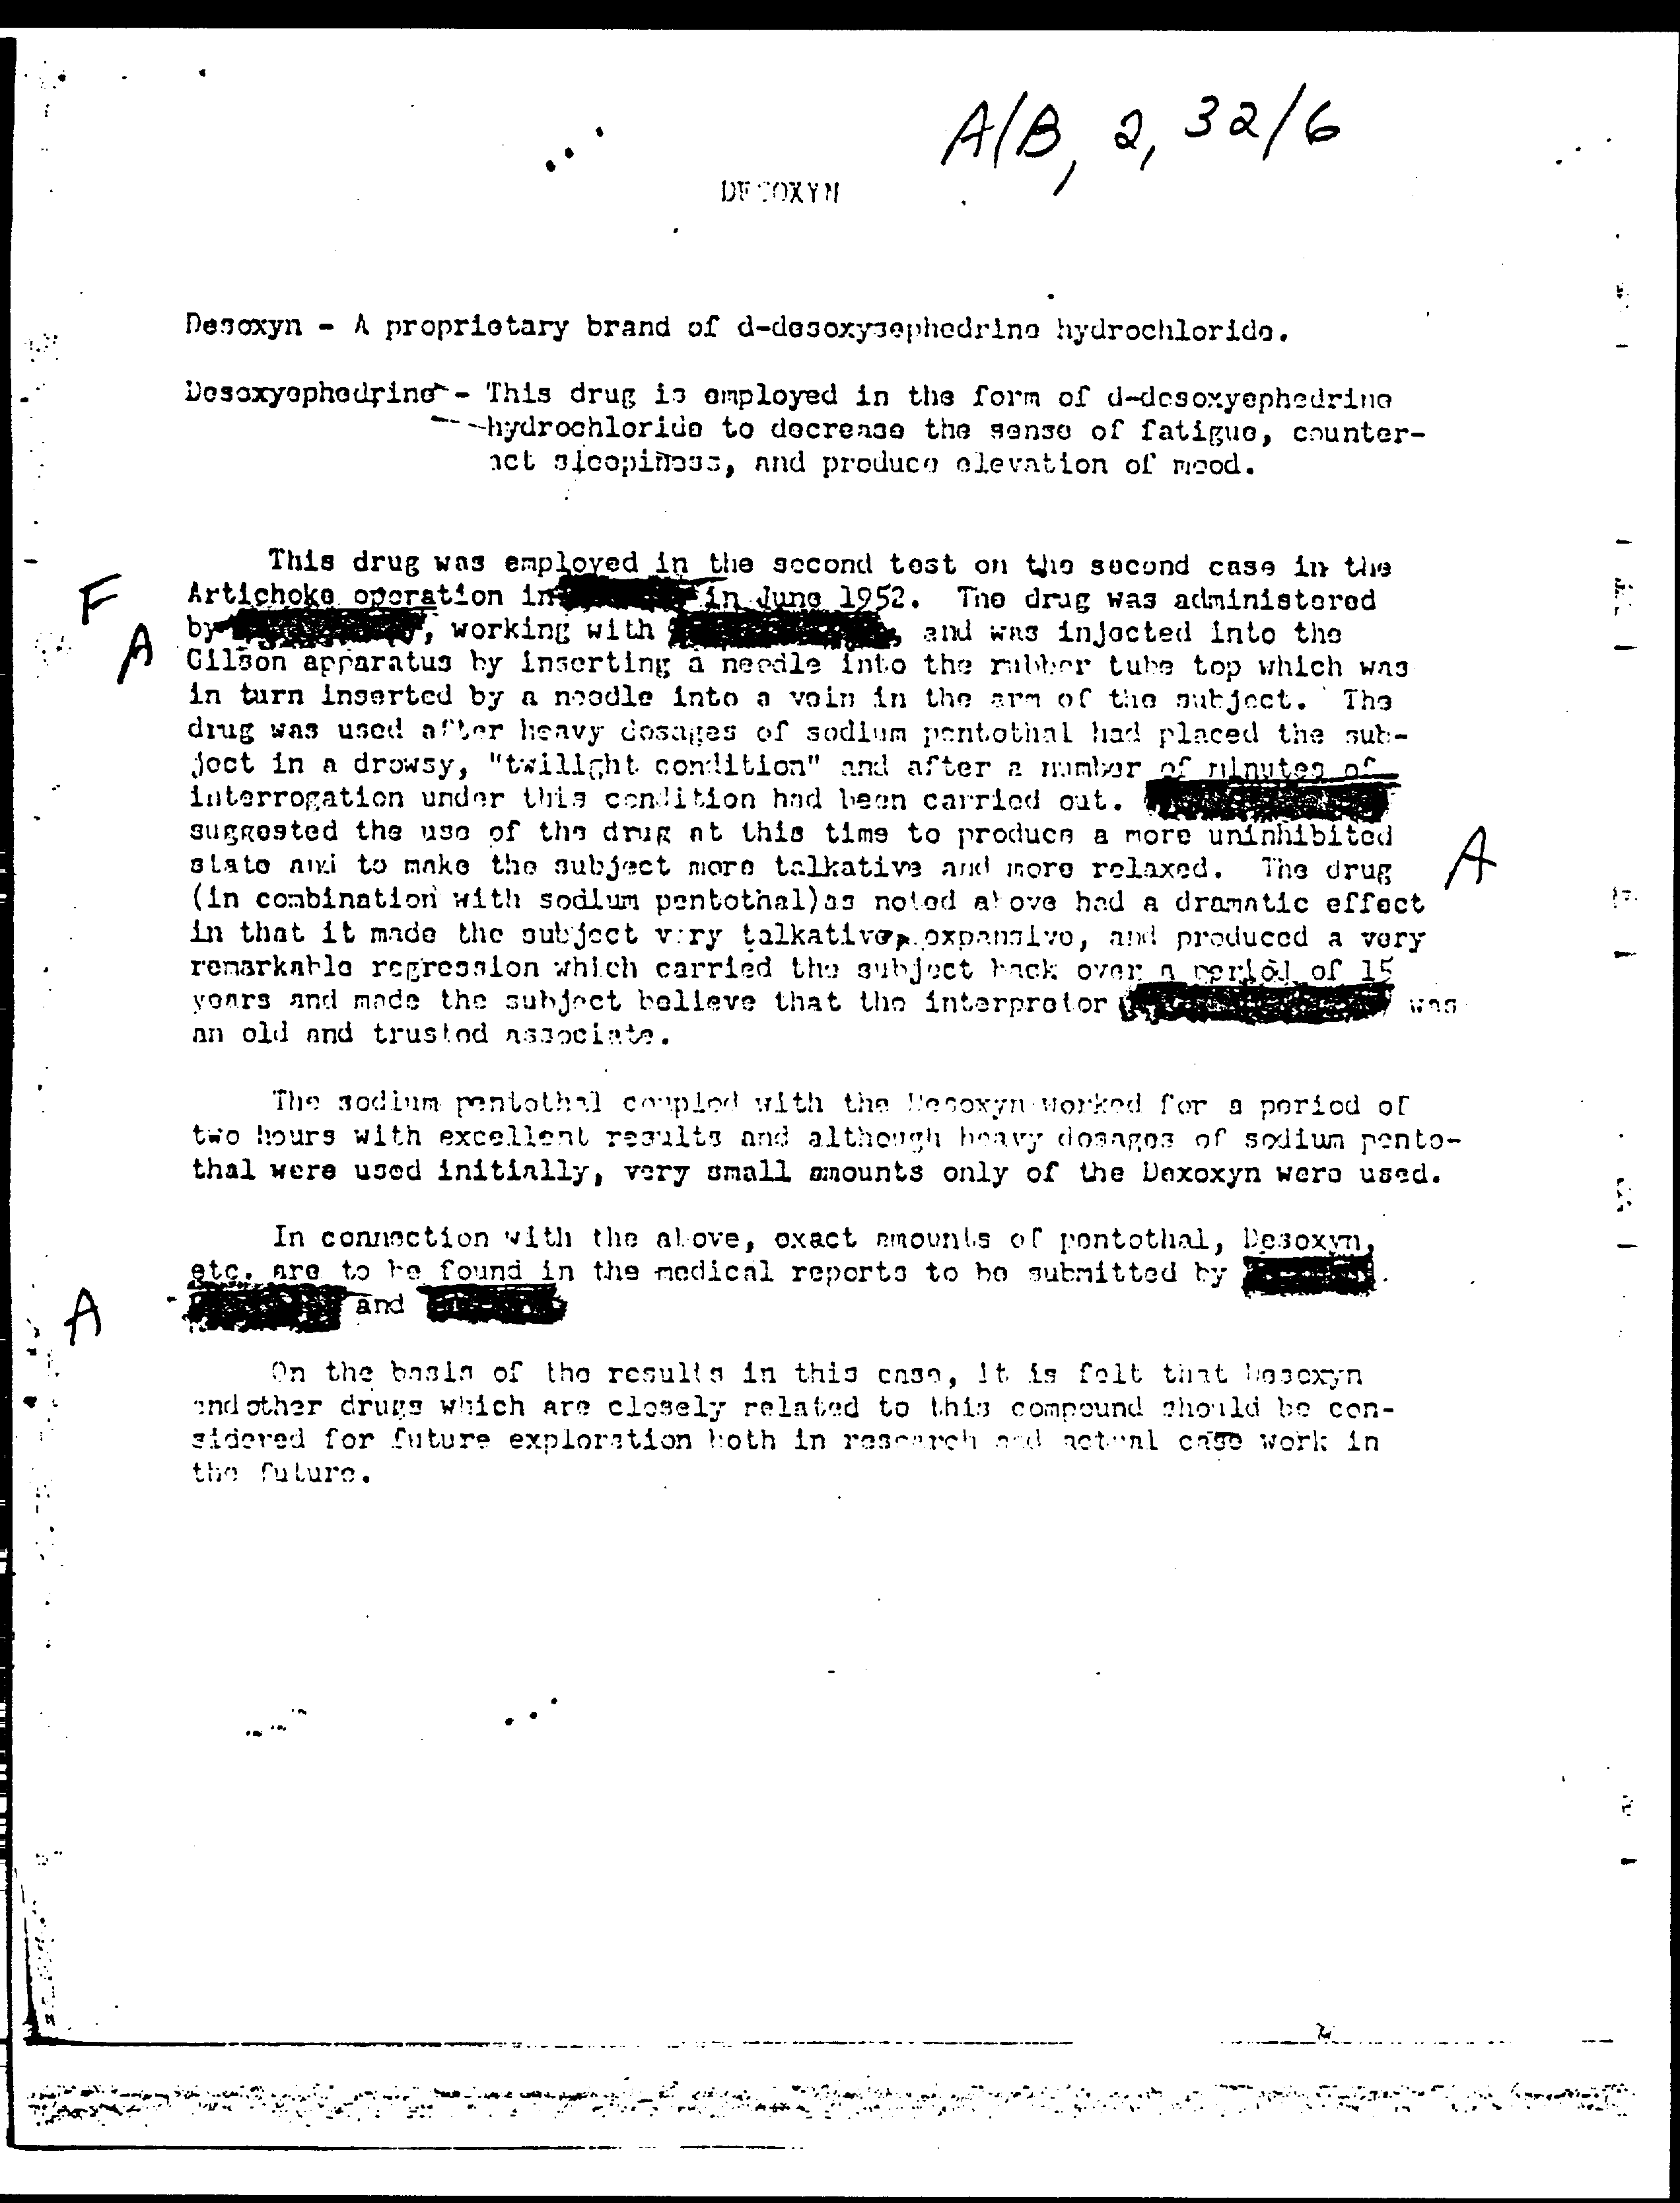 A/B, 2, 32/6
DESOXYN
Desoxyn - A proprietary brand of d-desoxysephedrine hydrochloride.
Desoxyephedrine - This drug is employed in the form of d-desoxyephedrine
hydrochloride to decrease the sense of fatigue, counter-
act sleepiness, and produce elevation of mood.
This drug was employed in the second test on the second case in the
F
Artichoke operation in in June 1952. The drug was administered
by , working with , and was injected into the
A
Gilson apparatus by inserting a needle into the rubber tube top which was
in turn inserted by a needle into a vein in the arm of the subject. The
drug was used after heavy dosages of sodium pentothal had placed the sub-
ject in a drowsy, "twilight condition" and after a number of minutes of
interrogation under this condition had been carried out.
suggested the use of the drug at this time to produce a more uninhibited
state and to make the subject more talkative and more relaxed. The drug
A
(in combination with sodium pentothal)as noted above had a dramatic effect
in that it made the subject very talkative, expansive, and produced a very
remarkable regression which carried the subject back over a period of 15
years and made the subject believe that the interpretor was
an old and trusted associate.
The sodium pentothal coupled with the Desoxyn worked for a period of
two hours with excellent results and although heavy dosages of sodium pento-
thal were used initially, very small amounts only of the Dexoxyn were used.
In connection with the above, exact amounts of pentothal, Desoxyn,
etc. are to be found in the medical reports to be submitted by
A
and
On the basis of the results in this case, it is felt that Desoxyn
and other drugs which are closely related to this compound should be con-
sidered for future exploration both in research and actual case work in
the future.